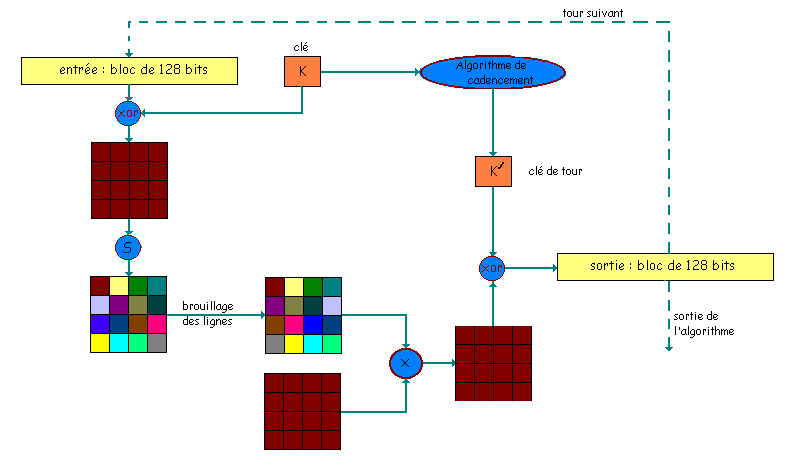 tour suivant
clé
entrée : bloc de 128 bits
K
Algorithme de
cadencement
xor
K'
clé de tour
S
xor
sortie : bloc de 128 bits
brouillage
des lignes
sortie de
l'algorithme
X